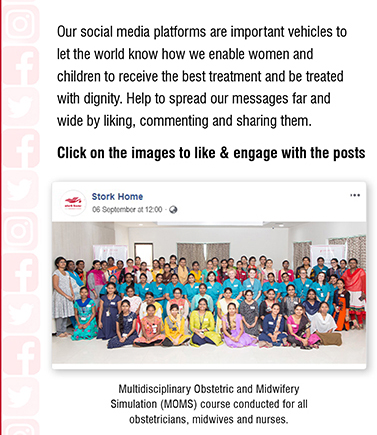 Our social media platforms are important vehicles to
let the world know how we enable women and
children to receive the best treatment and be treated
with dignity. Help to spread our messages far and
wide by liking, commenting and sharing them.
Click on the images to like & engage with the posts
stork home
Stork Home
06 September at 12:00 ·
Multidisciplinary Obstetric and Midwifery
Simulation (MOMS) course conducted for all
obstetricians, midwives and nurses.